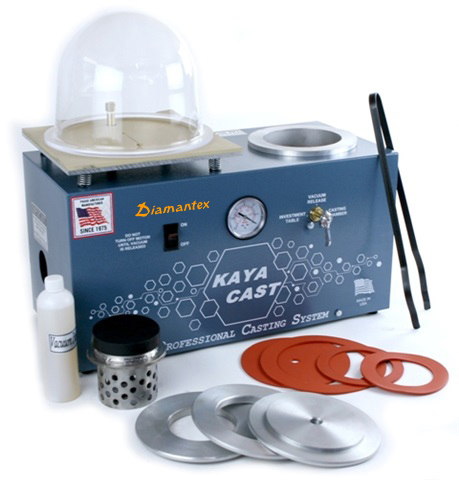 Diamantex
PROUD AMERICAN
MANUFACTURER
SINCE 1975
ON
OFF
DO NOT
TURN OFF MOTOR
UNTIL VACUUM
IS RELEASED
VACUUM
RELEASE
INVESTMENT
TABLE
CASTING
CHAMBER
KAYA
CAST
PROFESSIONAL CASTING SYSTEM
MADE IN
USA